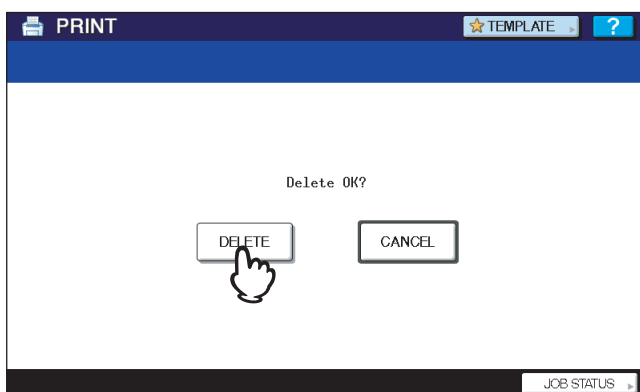 PRINT
TEMPLATE
?
Delete OK?
DELETE
CANCEL
JOB STATUS